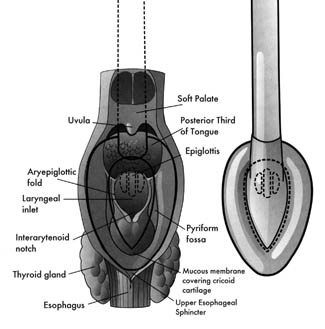 Soft Palate
Uvula
Posterior Third
of Tongue
Epiglottis
Aryepiglottic
fold
Laryngeal
inlet
Pyriform
fossa
Interarytenoid
notch
Thyroid gland
Mucous membrane
covering cricoid
cartilage
Esophagus
Upper Esophageal
Sphincter